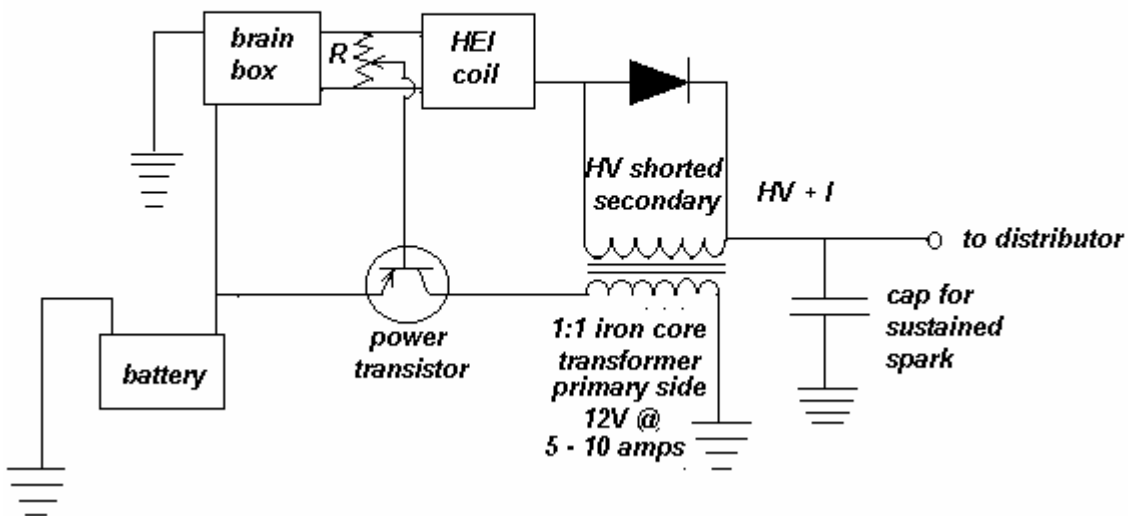 brain
box
R
HEI
coil
HV shorted
secondary
HV + I
to distributor
cap for
sustained
spark
power
transistor
1:1 iron core
transformer
primary side
12V @
5 - 10 amps
battery